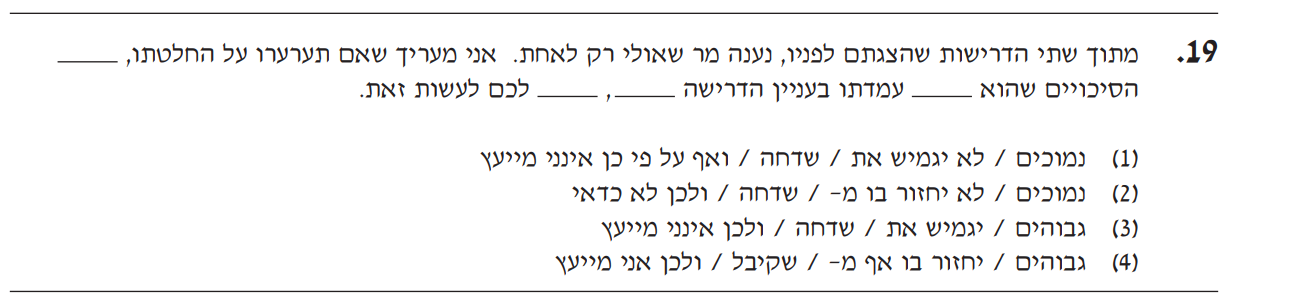 19. מתוך שתי הדרישות שהצגתם לפניו, נענה מר שאולי רק לאחת. אני מעריך שאם תערערו על החלטתו, _____
הסיכויים שהוא _____ עמדתו בעניין הדרישה _____, _____ לכם לעשות זאת.
(1) נמוכים / לא יגמיש את / שדחה / ואף על פי כן אינני מייעץ
(2) נמוכים / לא יחזור בו מ- / שדחה / ולכן לא כדאי
(3) גבוהים / יגמיש את / שדחה / ולכן אינני מייעץ
(4) גבוהים / יחזור בו אף מ- / שקיבל / ולכן אני מייעץ